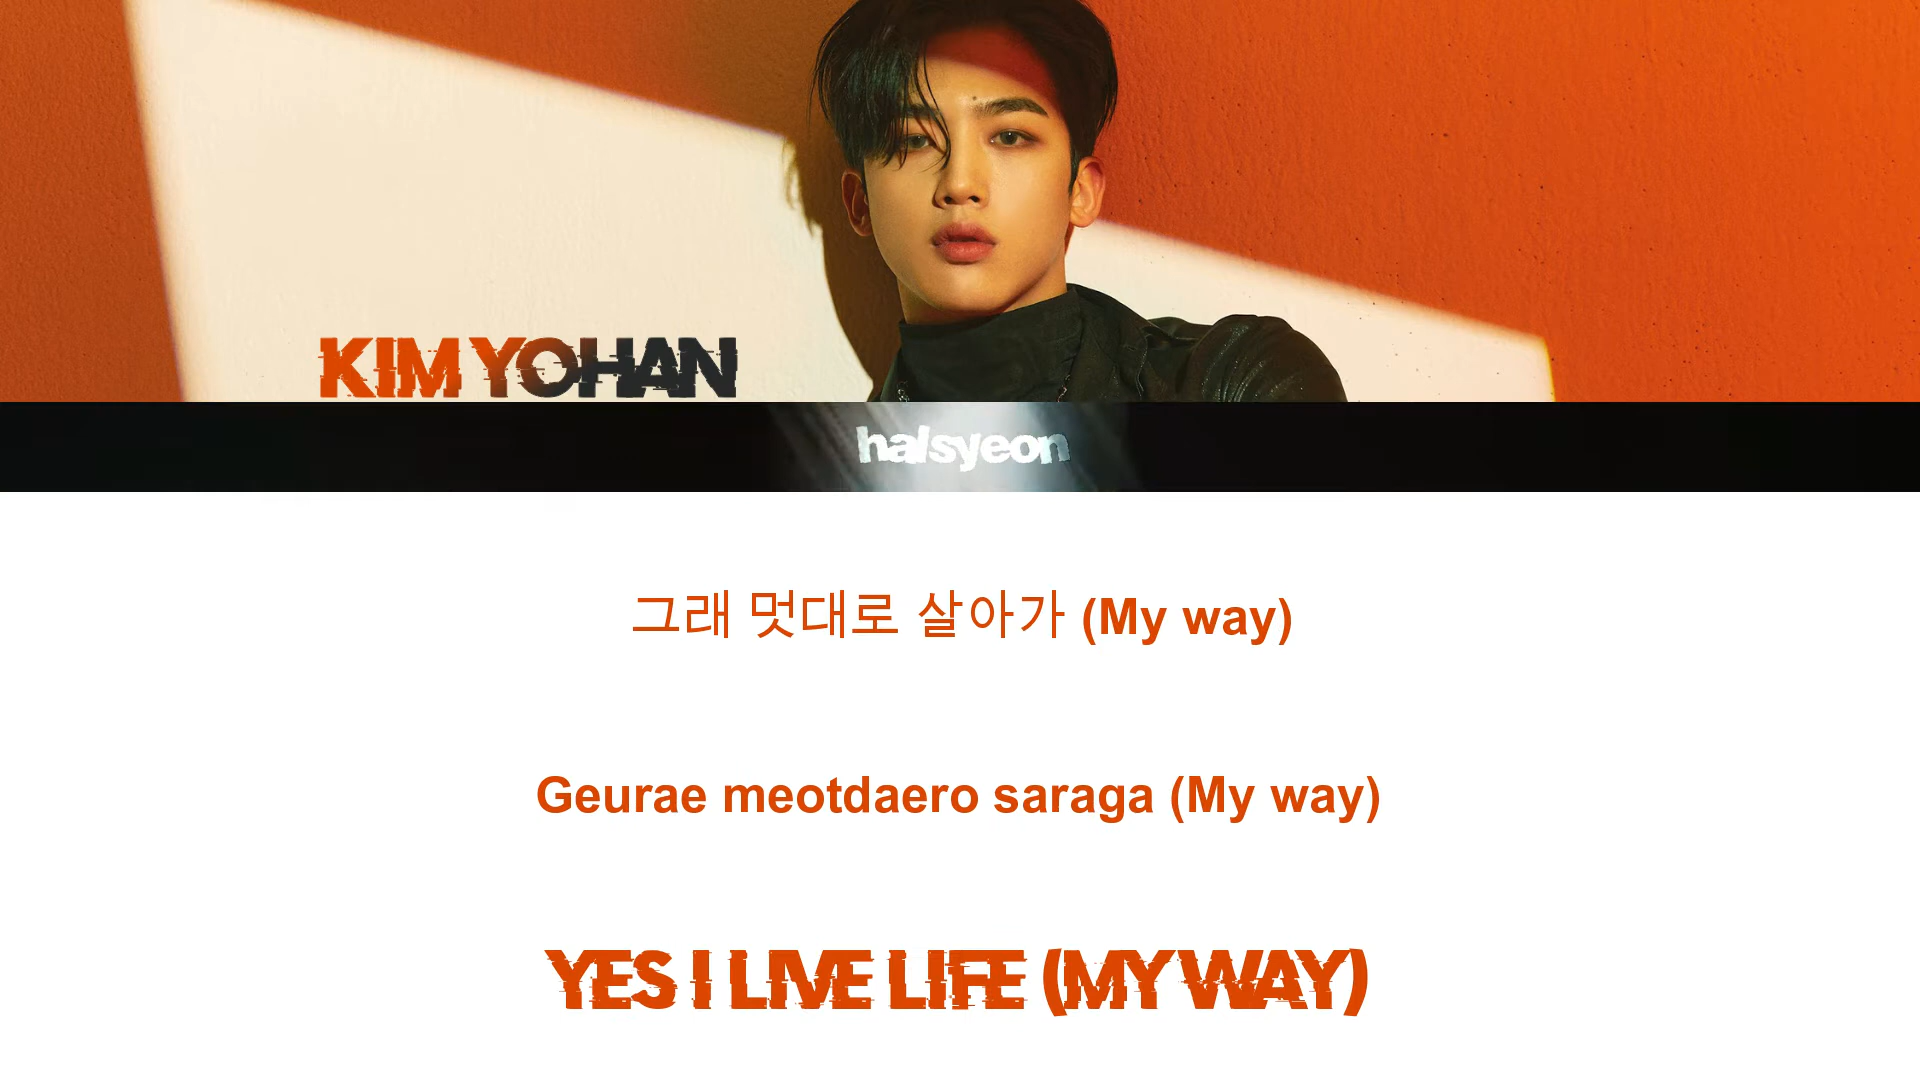 KIM YOHAN
halsyeon
그래 멋대로 살아가 (My way)
Geurae meotdaero saraga (My way)
YES I LIVE LIFE (MY WAY)